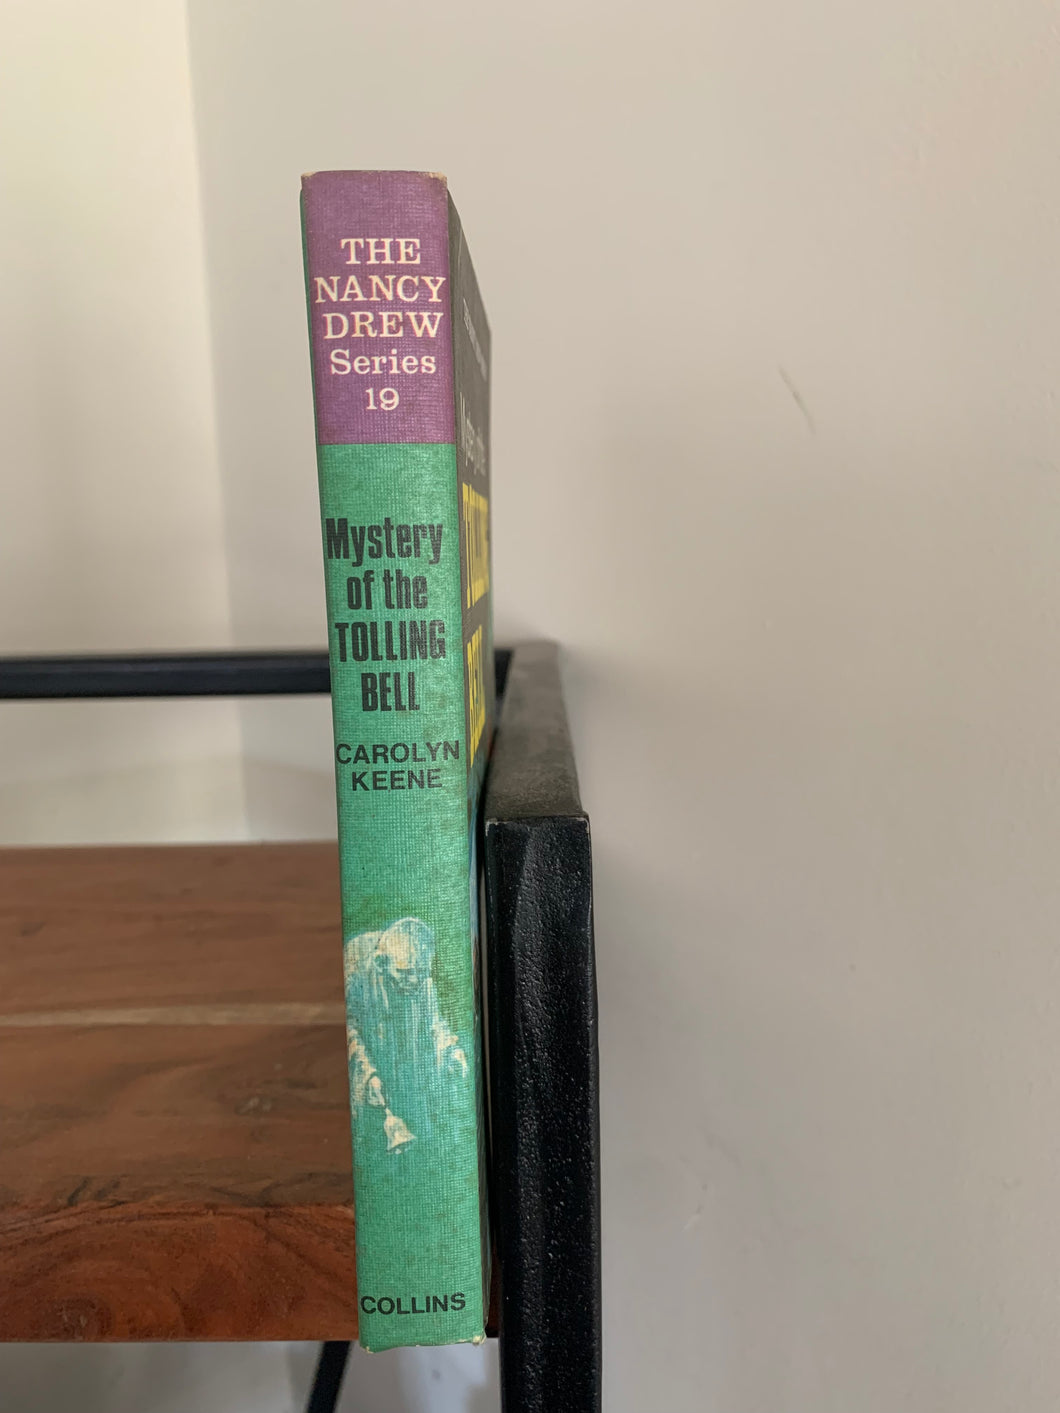 THE
NANCY
DREW
Series
19
Mystery
of the
TOLLING
BELL
CAROLYN
KEENE
COLLINS